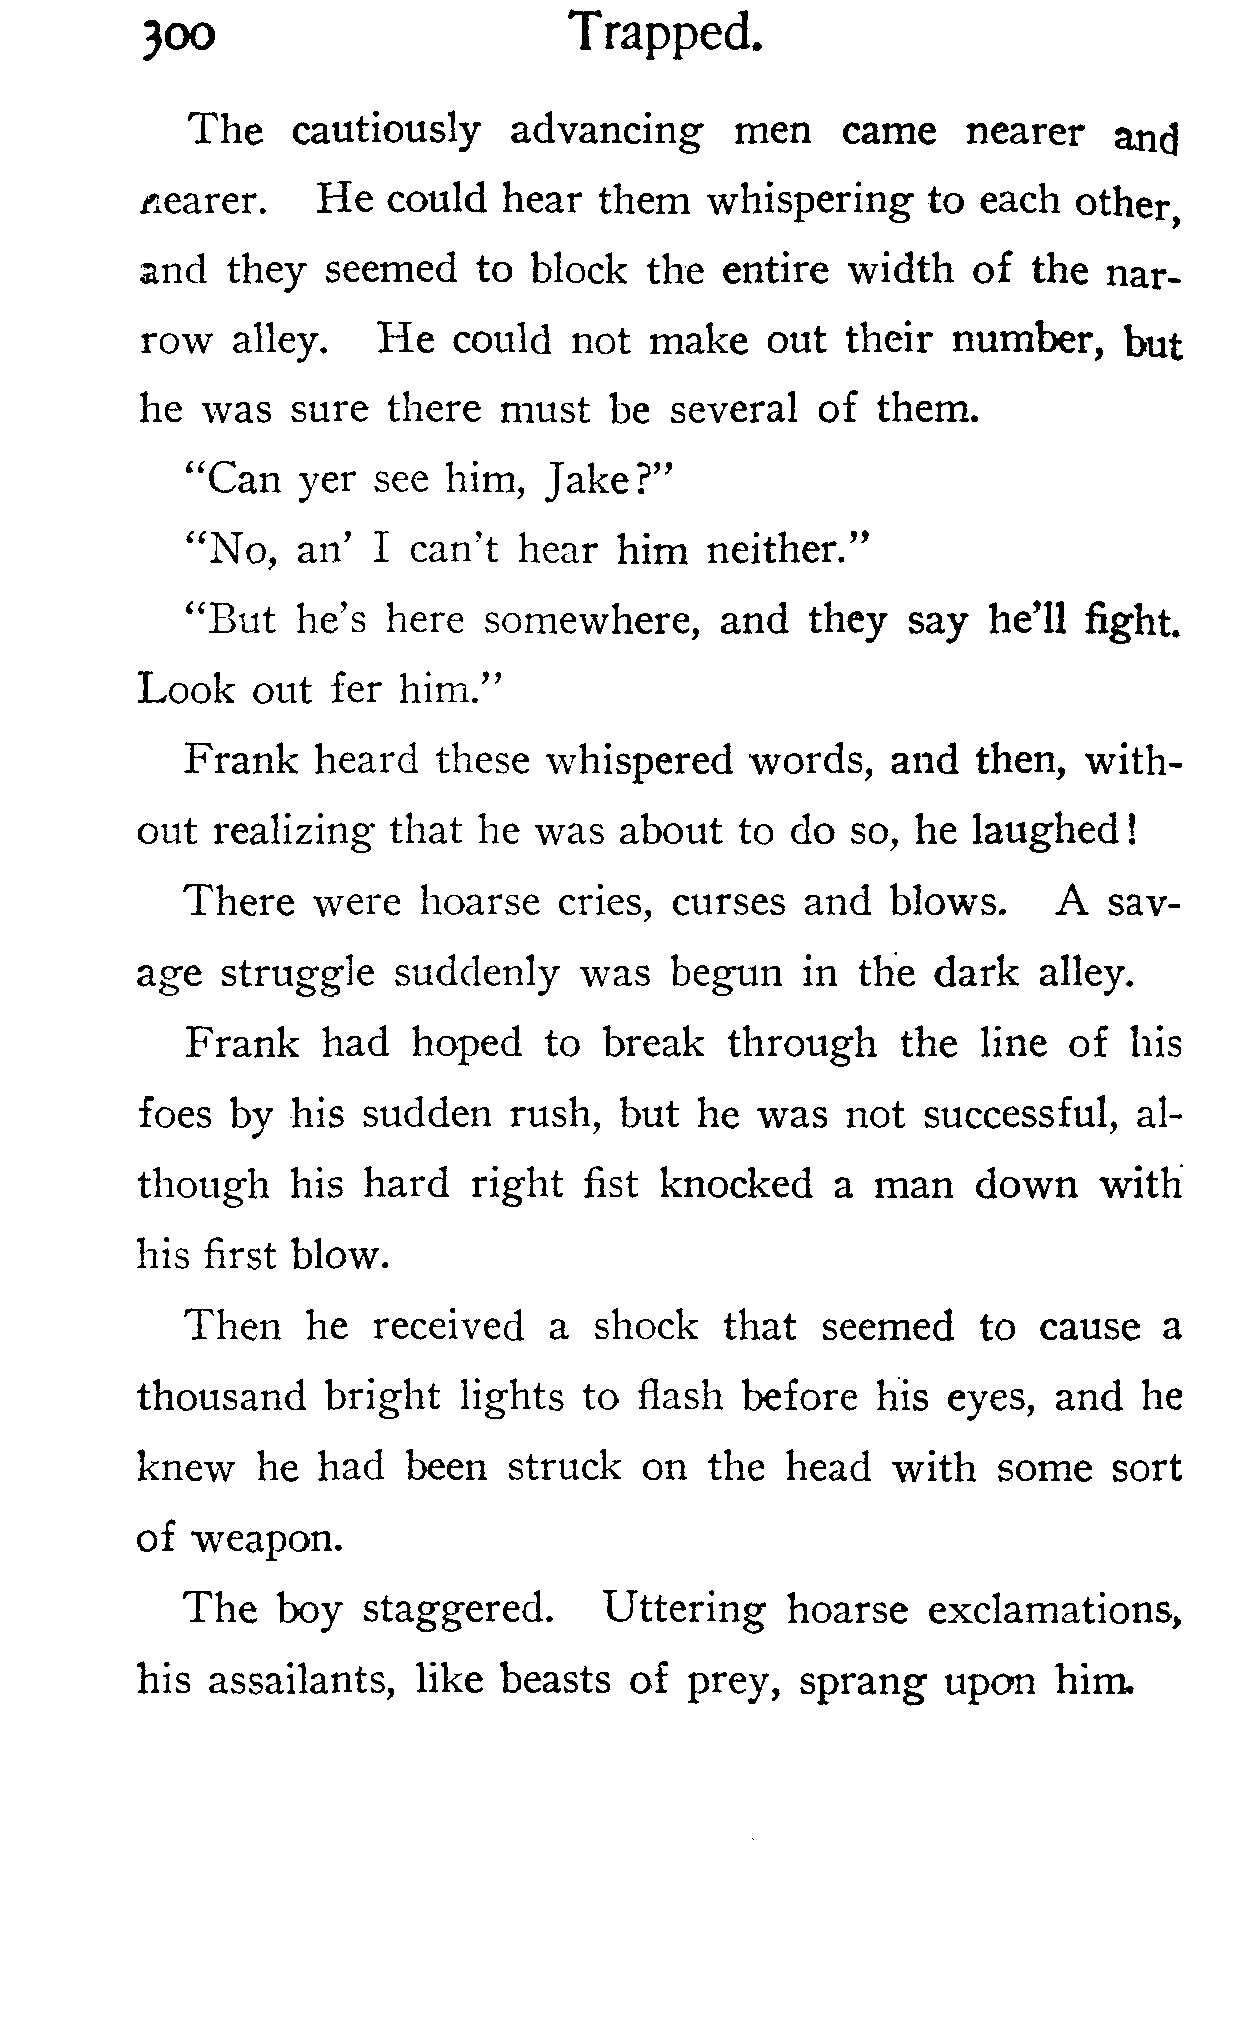 300 Trapped.
The cautiously advancing men came nearer and
nearer. He could hear them whispering to each other,
and they seemed to block the entire width of the nar-
row alley. He could not make out their number, but
he was sure there must be several of them.
“Can yer see him, Jake?”
“No, an’ I can’t hear him neither.”
“But he’s here somewhere, and they say he’ll fight.
Look out fer him.”
Frank heard these whispered words, and then, with-
out realizing that he was about to do so, he laughed!
There were hoarse cries, curses and blows. A sav-
age struggle suddenly was begun in the dark alley.
Frank had hoped to break through the line of his
foes by his sudden rush, but he was not successful, al-
though his hard right fist knocked a man down with
his first blow.
Then he received a shock that seemed to cause a
thousand bright lights to flash before his eyes, and he
knew he had been struck on the head with some sort
of weapon.
The boy staggered. Uttering hoarse exclamations,
his assailants, like beasts of prey, sprang upon him.